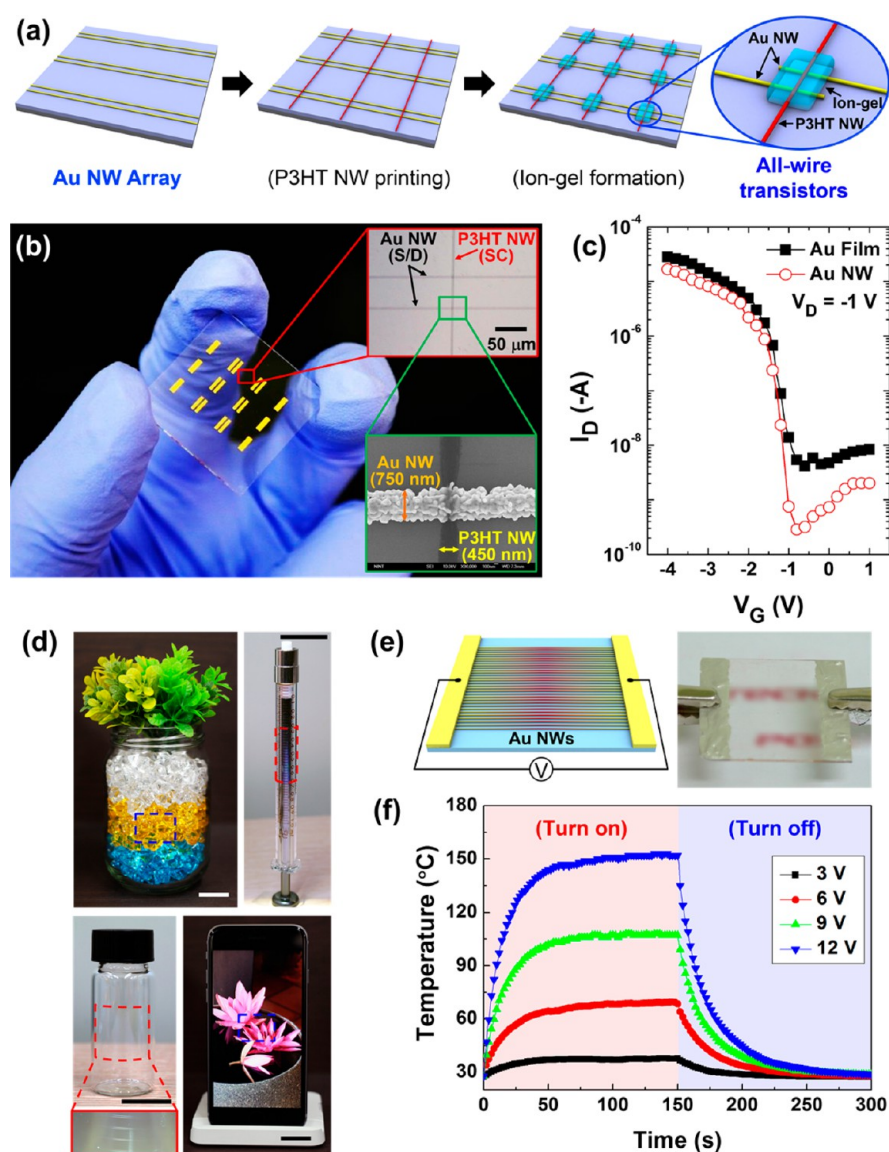 (a)
Au NW
Ion-gel
P3HT NW
Au NW Array
(P3HT NW printing)
(Ion-gel formation)
All-wire
transistors
(b)
Au NW
(S/D)
P3HT NW
(SC)
50 μm
Au NW
(750 nm)
P3HT NW
(450 nm)
(c)
10⁻⁴
10⁻⁶
10⁻⁸
10⁻¹⁰
I_D (-A)
Au Film
Au NW
V_D = -1 V
-4 -3 -2 -1 0 1
V_G (V)
(d)
(e)
Au NWs
V
(f)
180
150
120
90
60
30
Temperature (°C)
(Turn on)
(Turn off)
3 V
6 V
9 V
12 V
0 50 100 150 200 250 300
Time (s)